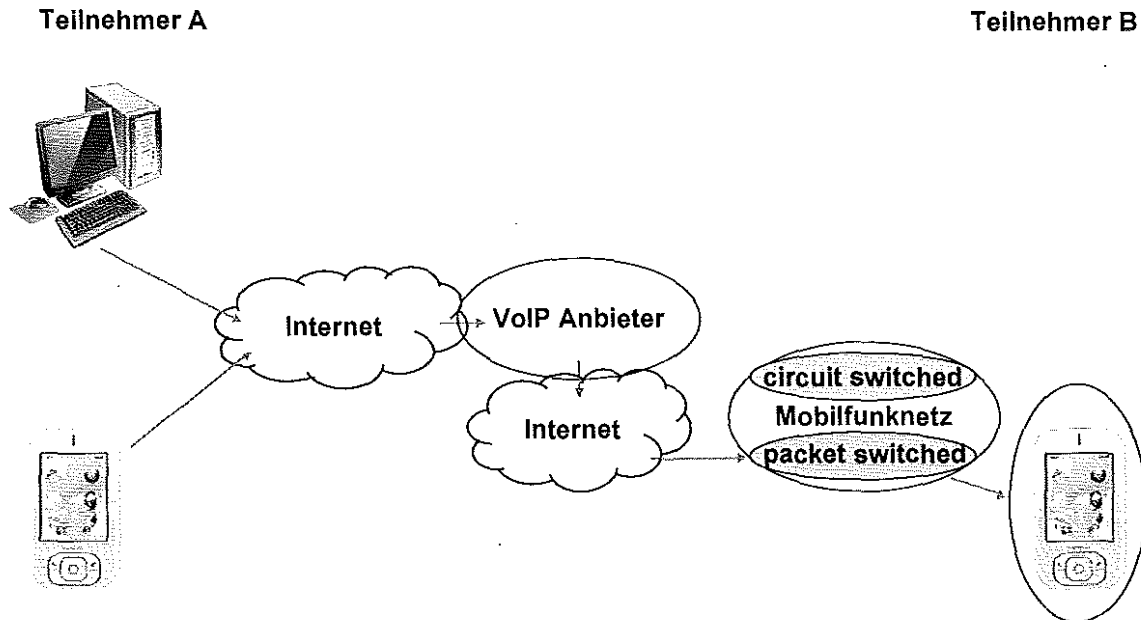 Teilnehmer A
Teilnehmer B
Internet
VoIP Anbieter
Internet
circuit switched
Mobilfunknetz
packet switched